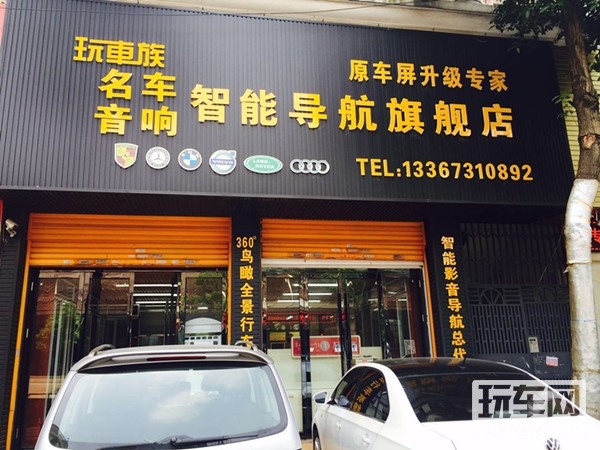 玩車族
名车
音响
智能导航旗舰店
原车屏升级专家
VOLVO
LAND ROVER
TEL:13367310892
360°鸟瞰全景行车
智能影音导航总代
玩车网